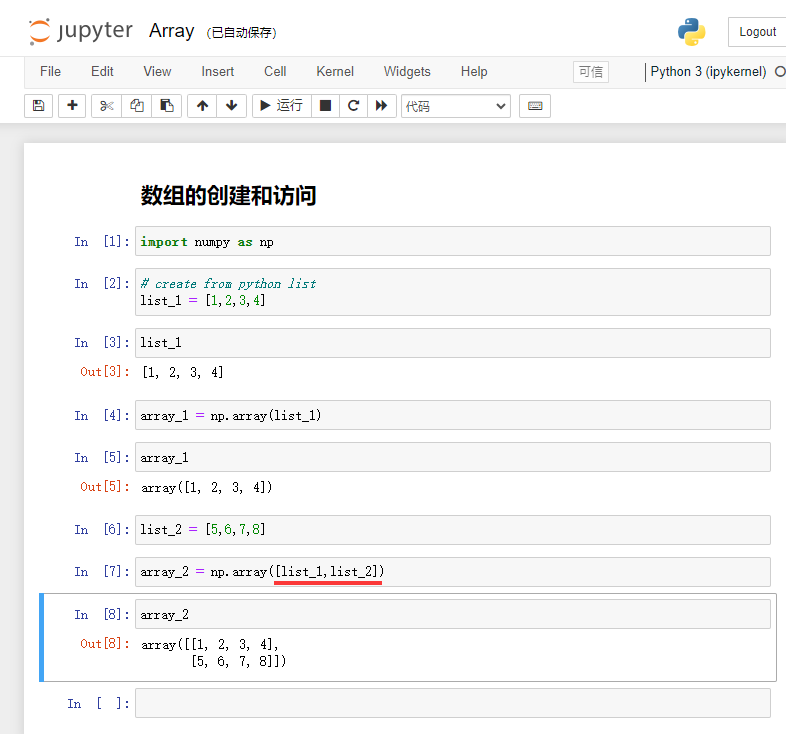 jupyter Array (已自动保存) Logout
File Edit View Insert Cell Kernel Widgets Help 可信 Python 3 (ipykernel)
运行 代码
数组的创建和访问
In [1]: import numpy as np
In [2]: # create from python list
list_1 = [1,2,3,4]
In [3]: list_1
Out[3]: [1, 2, 3, 4]
In [4]: array_1 = np.array(list_1)
In [5]: array_1
Out[5]: array([1, 2, 3, 4])
In [6]: list_2 = [5,6,7,8]
In [7]: array_2 = np.array([list_1,list_2])
In [8]: array_2
Out[8]: array([[1, 2, 3, 4],
[5, 6, 7, 8]])
In [ ]: